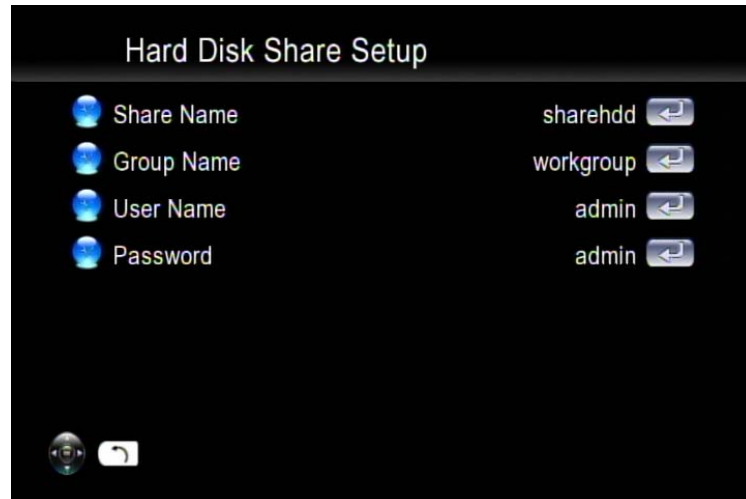 Hard Disk Share Setup
Share Name sharehdd
Group Name workgroup
User Name admin
Password admin